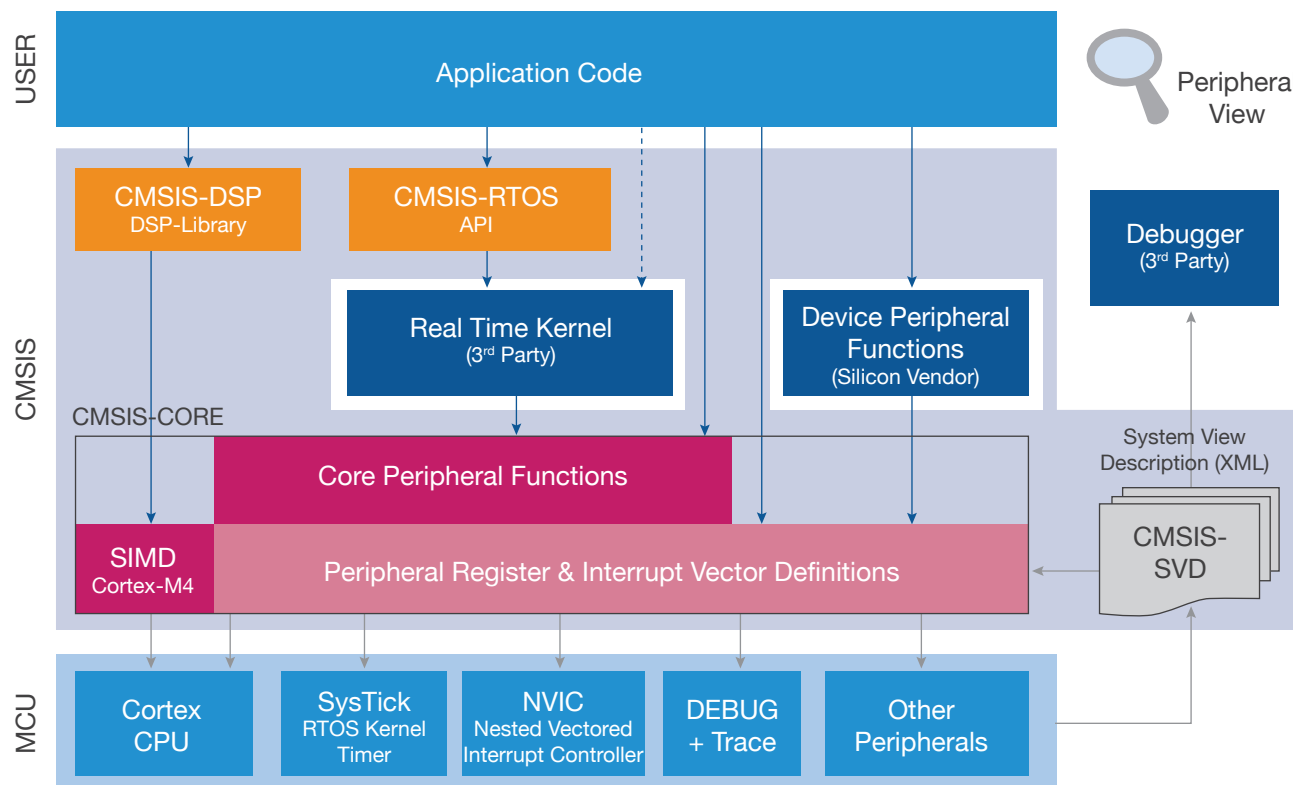 USER
Application Code
Periphera
View
CMSIS
CMSIS-DSP
DSP-Library
CMSIS-RTOS
API
Real Time Kernel
(3rd Party)
Device Peripheral
Functions
(Silicon Vendor)
Debugger
(3rd Party)
CMSIS-CORE
Core Peripheral Functions
SIMD
Cortex-M4
Peripheral Register & Interrupt Vector Definitions
System View
Description (XML)
CMSIS-
SVD
MCU
Cortex
CPU
SysTick
RTOS Kernel
Timer
NVIC
Nested Vectored
Interrupt Controller
DEBUG
+ Trace
Other
Peripherals